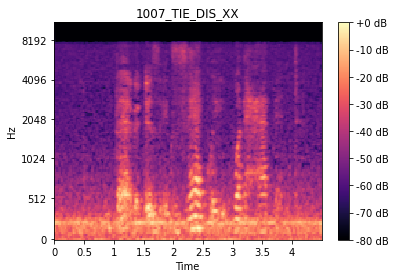 1007_TIE_DIS_XX
Hz
8192
4096
2048
1024
512
0
0 0.5 1 1.5 2 2.5 3 3.5 4
Time
+0 dB
-10 dB
-20 dB
-30 dB
-40 dB
-50 dB
-60 dB
-70 dB
-80 dB